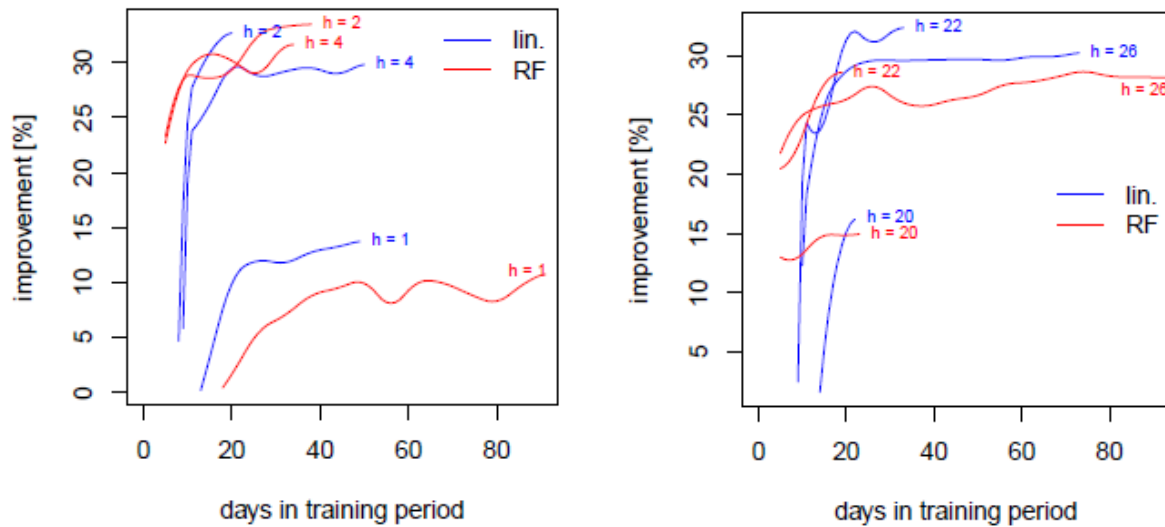 improvement [%]
0
5
10
15
20
25
30
0
20
40
60
80
days in training period
lin.
RF
h = 2
h = 2
h = 4
h = 4
h = 1
h = 1
improvement [%]
5
10
15
20
25
30
0
20
40
60
80
days in training period
lin.
RF
h = 22
h = 26
h = 22
h = 26
h = 20
h = 20